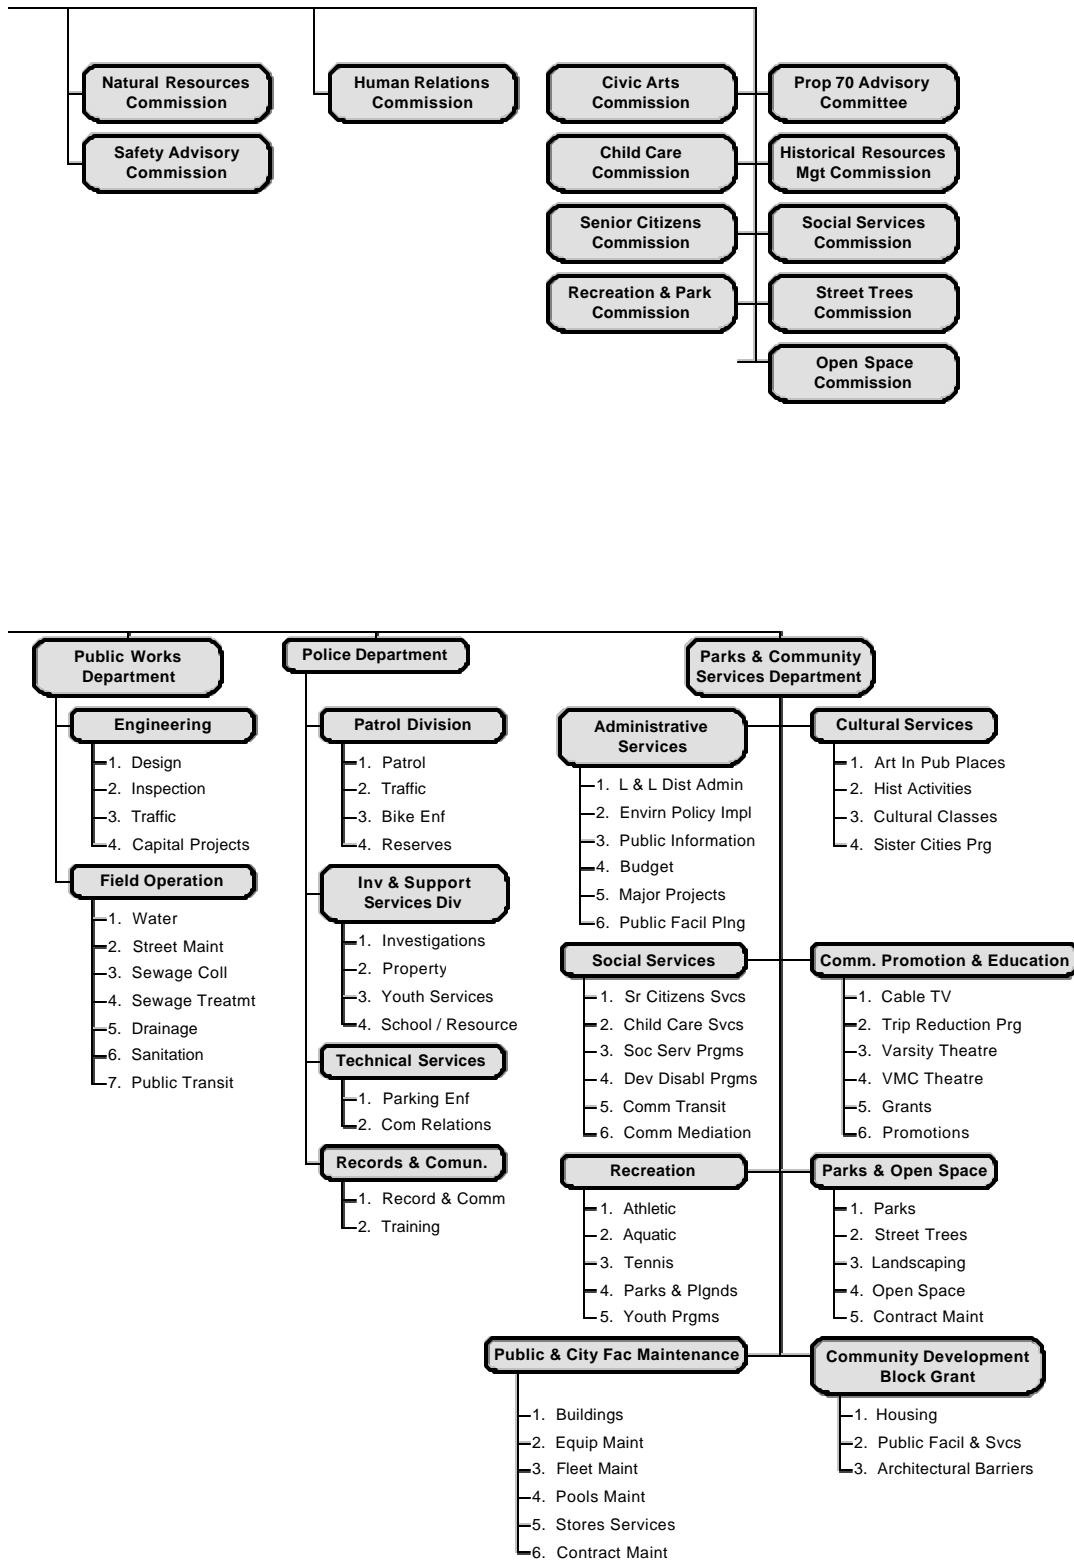 Natural Resources
Commission
Safety Advisory
Commission
Human Relations
Commission
Civic Arts
Commission
Prop 70 Advisory
Committee
Child Care
Commission
Historical Resources
Mgt Commission
Senior Citizens
Commission
Social Services
Commission
Recreation & Park
Commission
Street Trees
Commission
Open Space
Commission
Public Works
Department
Engineering
1. Design
2. Inspection
3. Traffic
4. Capital Projects
Field Operation
1. Water
2. Street Maint
3. Sewage Coll
4. Sewage Treatmt
5. Drainage
6. Sanitation
7. Public Transit
Police Department
Patrol Division
1. Patrol
2. Traffic
3. Bike Enf
4. Reserves
Inv & Support
Services Div
1. Investigations
2. Property
3. Youth Services
4. School / Resource
Technical Services
1. Parking Enf
2. Com Relations
Records & Comun.
1. Record & Comm
2. Training
Parks & Community
Services Department
Administrative
Services
1. L & L Dist Admin
2. Envirn Policy Impl
3. Public Information
4. Budget
5. Major Projects
6. Public Facil Plng
Cultural Services
1. Art In Pub Places
2. Hist Activities
3. Cultural Classes
4. Sister Cities Prg
Social Services
1. Sr Citizens Svcs
2. Child Care Svcs
3. Soc Serv Prgms
4. Dev Disabl Prgms
5. Comm Transit
6. Comm Mediation
Comm. Promotion & Education
1. Cable TV
2. Trip Reduction Prg
3. Varsity Theatre
4. VMC Theatre
5. Grants
6. Promotions
Recreation
1. Athletic
2. Aquatic
3. Tennis
4. Parks & Plgnds
5. Youth Prgms
Parks & Open Space
1. Parks
2. Street Trees
3. Landscaping
4. Open Space
5. Contract Maint
Public & City Fac Maintenance
1. Buildings
2. Equip Maint
3. Fleet Maint
4. Pools Maint
5. Stores Services
6. Contract Maint
Community Development
Block Grant
1. Housing
2. Public Facil & Svcs
3. Architectural Barriers